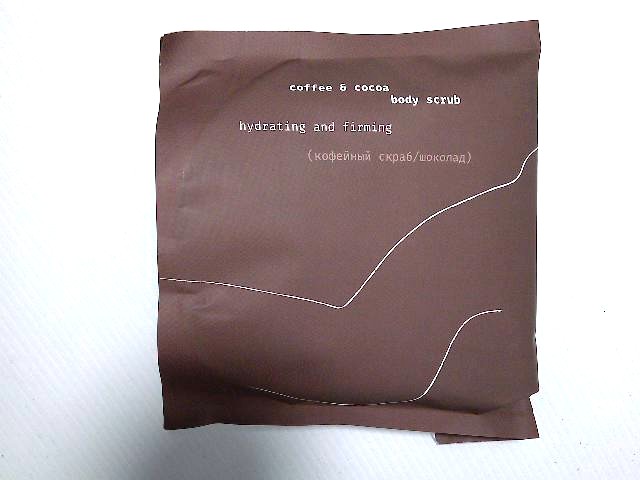 coffee & cocoa
body scrub
hydrating and firming
(кофейный скраб/шоколад)